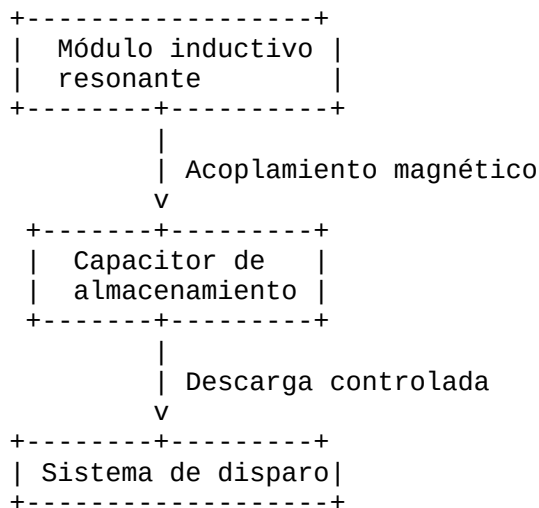 Módulo inductivo
resonante
Acoplamiento magnético
Capacitor de
almacenamiento
Descarga controlada
Sistema de disparo